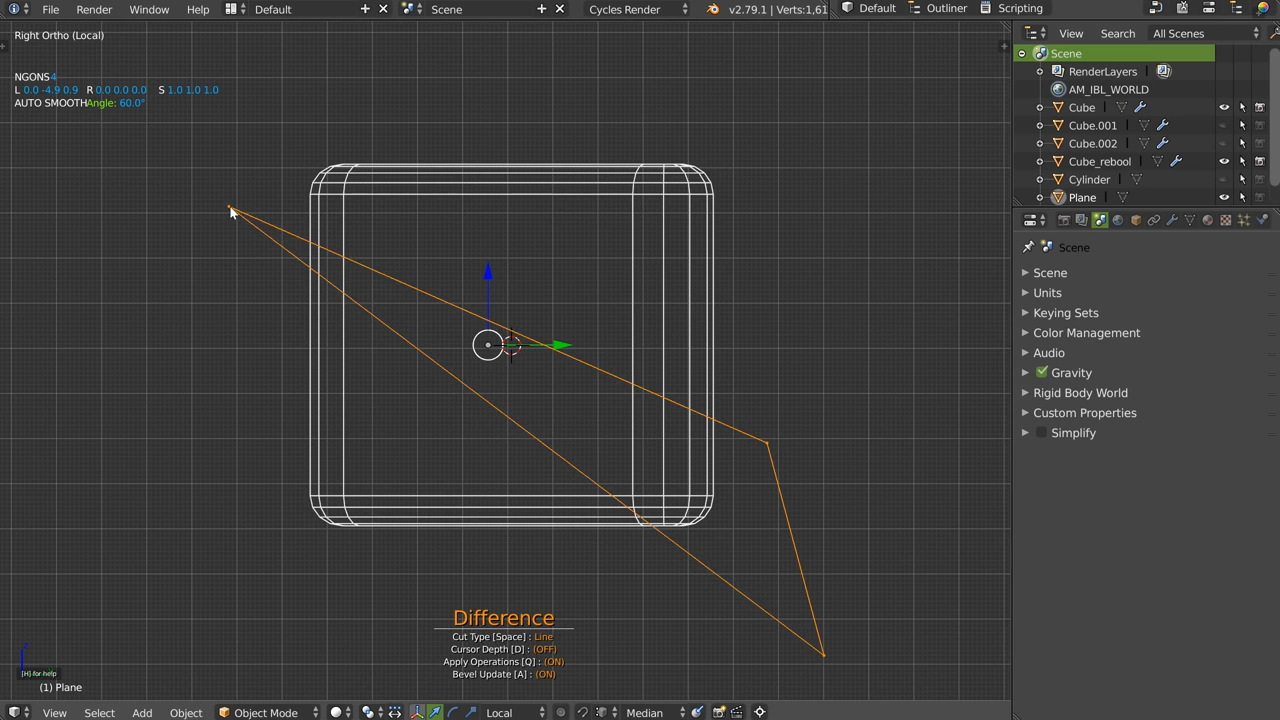 File Render Window Help Default Scene Cycles Render v2.79.1 | Verts:1,61 Default Outliner Scripting
Right Ortho (Local)
NGONS 4
L 0.0 -4.9 0.9 R 0.0 0.0 0.0 S 1.0 1.0 1.0
AUTO SMOOTH Angle: 60.0°
View Search All Scenes
Scene
RenderLayers
AM_IBL_WORLD
Cube
Cube.001
Cube.002
Cube_rebool
Cylinder
Plane
Scene
Scene
Units
Keying Sets
Color Management
Audio
Gravity
Rigid Body World
Custom Properties
Simplify
Difference
Cut Type [Space] : Line
Cursor Depth [D] : (OFF)
Apply Operations [Q] : (ON)
Bevel Update [A] : (ON)
[H] for help
(1) Plane
View Select Add Object Object Mode Local Median